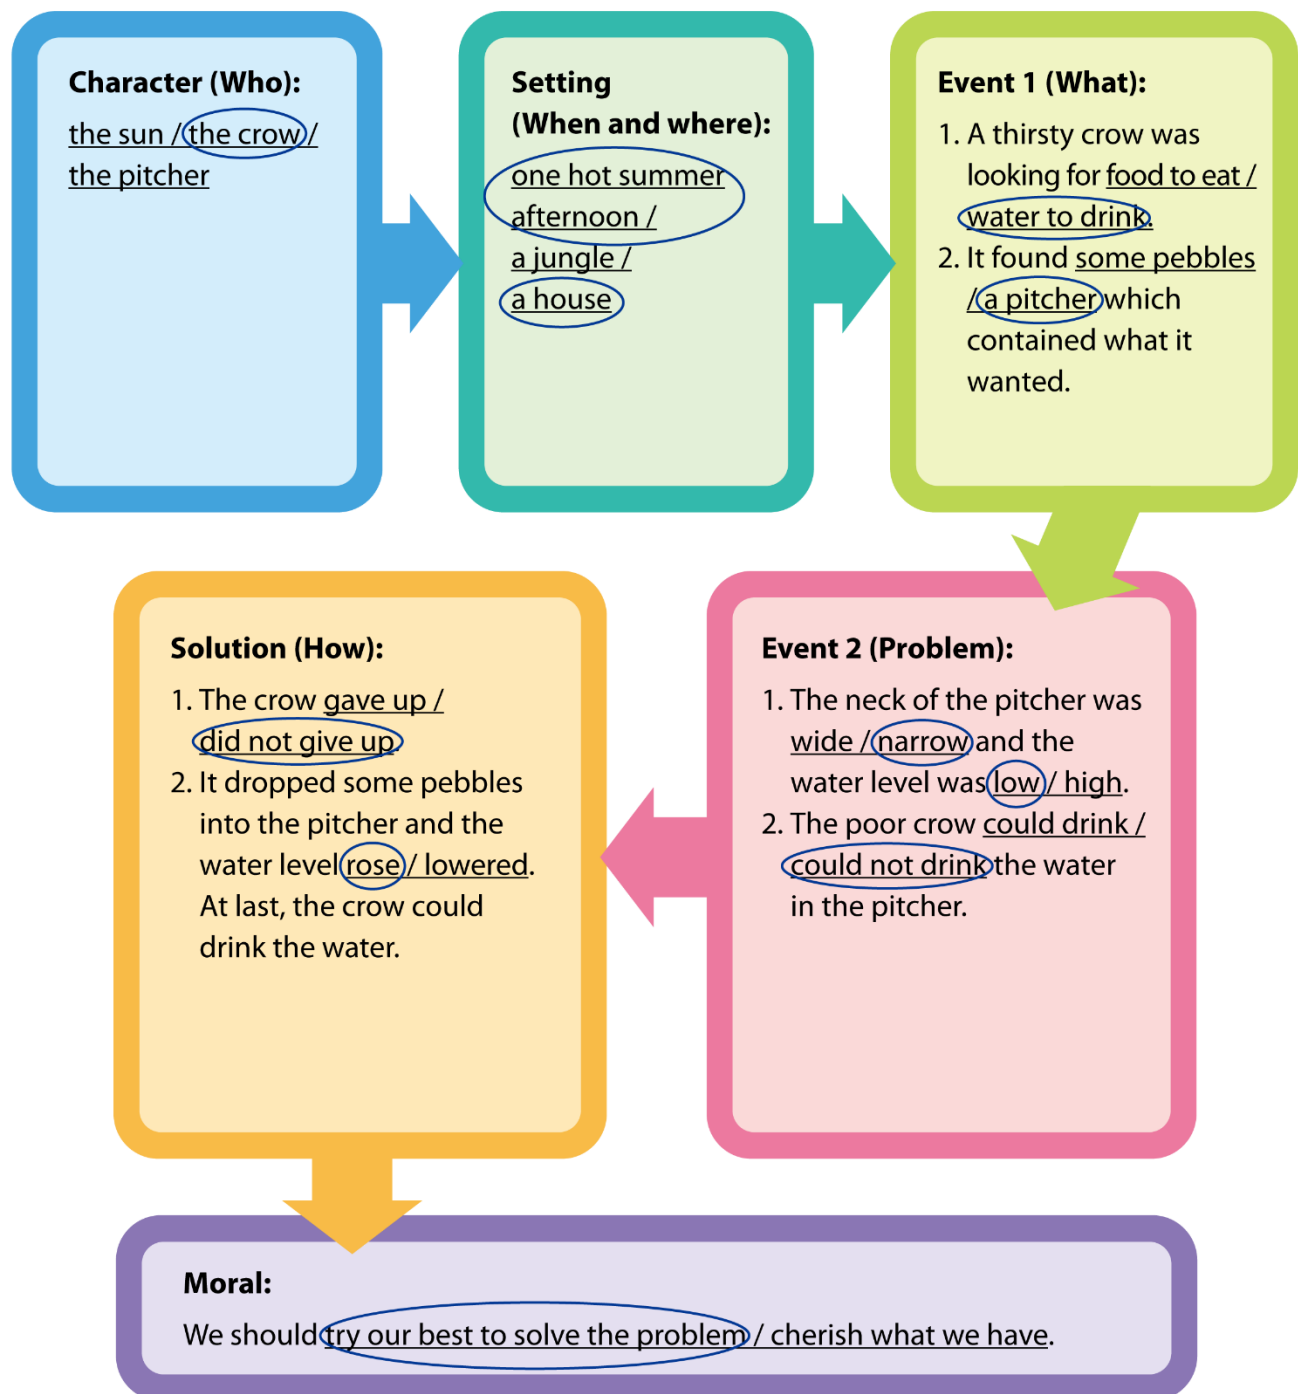 Character (Who):
the sun / the crow /
the pitcher
Setting
(When and where):
one hot summer
afternoon /
a jungle /
a house
Event 1 (What):
1. A thirsty crow was
looking for food to eat /
water to drink.
2. It found some pebbles
/ a pitcher which
contained what it
wanted.
Event 2 (Problem):
1. The neck of the pitcher was
wide / narrow and the
water level was low / high.
2. The poor crow could drink /
could not drink the water
in the pitcher.
Solution (How):
1. The crow gave up /
did not give up.
2. It dropped some pebbles
into the pitcher and the
water level rose / lowered.
At last, the crow could
drink the water.
Moral:
We should try our best to solve the problem / cherish what we have.